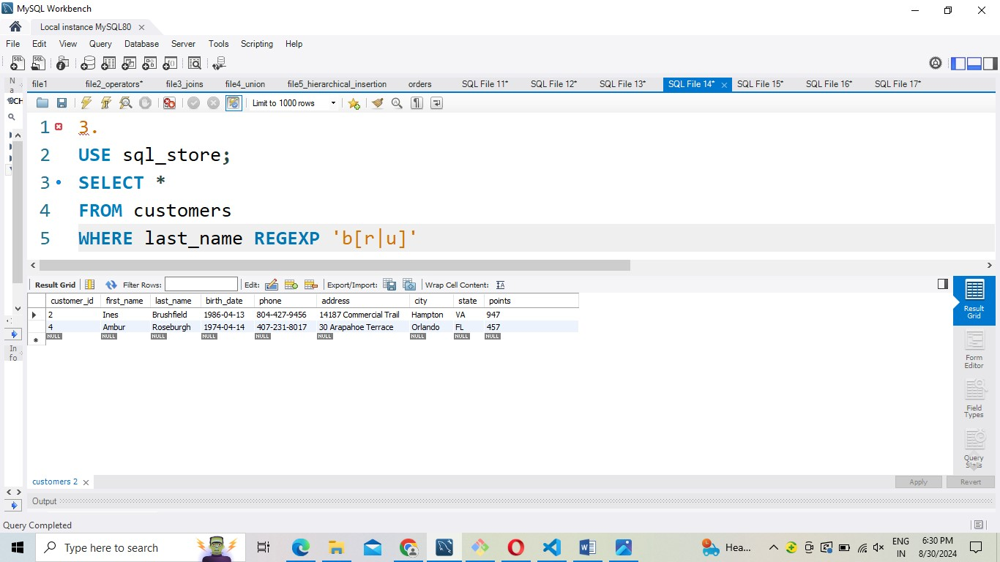 MySQL Workbench
Local instance MySQL80
File Edit View Query Database Server Tools Scripting Help
Na
CH
file1 file2_operators* file3_joins file4_union file5_hierarchical_insertion orders SQL File 11* SQL File 12* SQL File 13* SQL File 14* SQL File 15* SQL File 16* SQL File 17*
Limit to 1000 rows
1 3.
2 USE sql_store;
3 SELECT *
4 FROM customers
5 WHERE last_name REGEXP 'b[r|u]'
Result Grid Filter Rows: Edit: Export/Import: Wrap Cell Content:
customer_id first_name last_name birth_date phone address city state points
2 Ines Brushfield 1986-04-13 804-427-9456 14187 Commercial Trail Hampton VA 947
4 Ambur Roseburgh 1974-04-14 407-231-8017 30 Arapahoe Terrace Orlando FL 457
NULL NULL NULL NULL NULL NULL NULL NULL NULL
Result
Grid
Form
Editor
Field
Types
Query
Stats
In
fo
customers 2
Apply Revert
Output
Query Completed
Type here to search
Hea...
ENG
IN
6:30 PM
8/30/2024